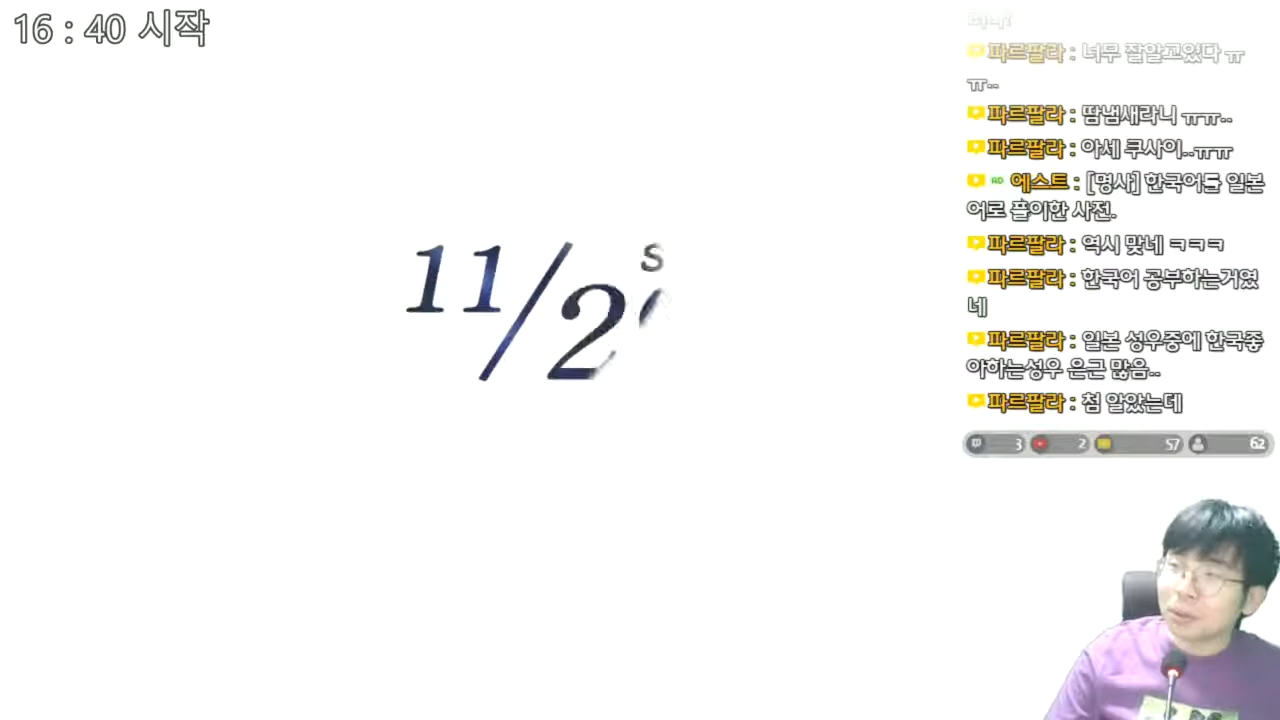 16 : 40 시작
파르팔라 : 너무 잘알고있다 ㅠ
ㅠ..
파르팔라 : 땀냄새라니 ㅠㅠ..
파르팔라 : 아세 쿠사이..ㅠㅠ
AD 에스트 : [명사] 한국어를 일본
어로 풀이한 사전.
파르팔라 : 역시 맞네 ㅋㅋㅋ
파르팔라 : 한국어 공부하는거였
네
파르팔라 : 일본 성우중에 한국좋
아하는성우 은근 많음..
파르팔라 : 첨 알았는데
3 2 57 62
11/2
S